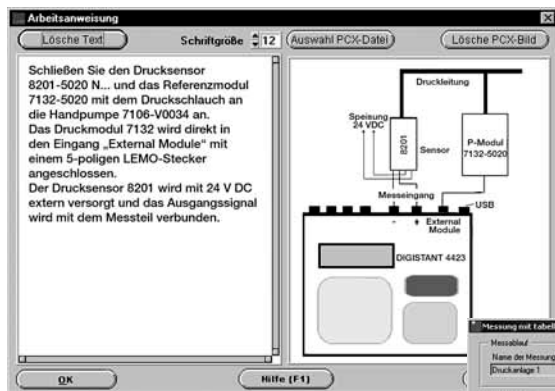 Arbeitsanweisung
Lösche Text
Schriftgröße 12
Auswahl PCX-Datei
Lösche PCX-Bild
Schließen Sie den Drucksensor
8201-5020 N... und das Referenzmodul
7132-5020 mit dem Druckschlauch an
die Handpumpe 7106-V0034 an.
Das Druckmodul 7132 wird direkt in
den Eingang „External Module“ mit
einem 5-poligen LEMO-Stecker
angeschlossen.
Der Drucksensor 8201 wird mit 24 V DC
extern versorgt und das Ausgangssignal
wird mit dem Messteil verbunden.
Druckleitung
Speisung
24 VDC
8201
Sensor
P-Modul
7132-5020
Messeingang
USB
- + External
Module
DIGISTANT 4423
Messung mit tabell
Messablauf
Name der Messung
Druckanlage 1
OK
Hilfe (F1)